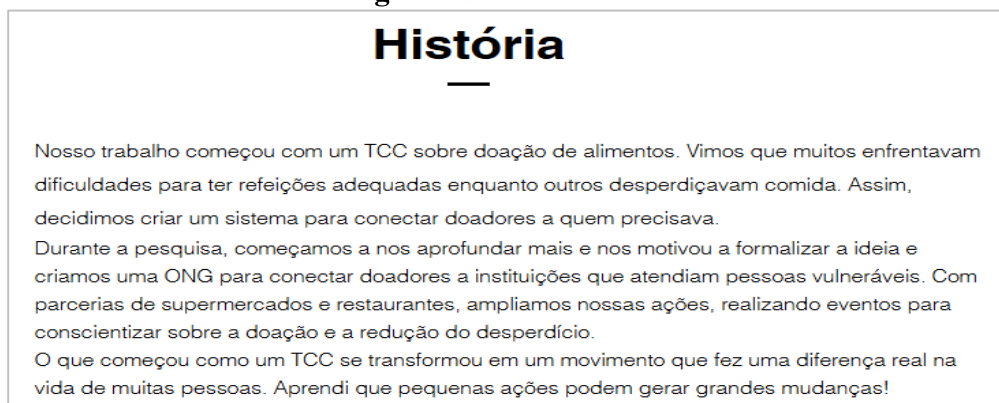 História
Nosso trabalho começou com um TCC sobre doação de alimentos. Vimos que muitos enfrentavam
dificuldades para ter refeições adequadas enquanto outros desperdiçavam comida. Assim,
decidimos criar um sistema para conectar doadores a quem precisava.
Durante a pesquisa, começamos a nos aprofundar mais e nos motivou a formalizar a ideia e
criamos uma ONG para conectar doadores a instituições que atendiam pessoas vulneráveis. Com
parcerias de supermercados e restaurantes, ampliamos nossas ações, realizando eventos para
conscientizar sobre a doação e a redução do desperdício.
O que começou como um TCC se transformou em um movimento que fez uma diferença real na
vida de muitas pessoas. Aprendi que pequenas ações podem gerar grandes mudanças!